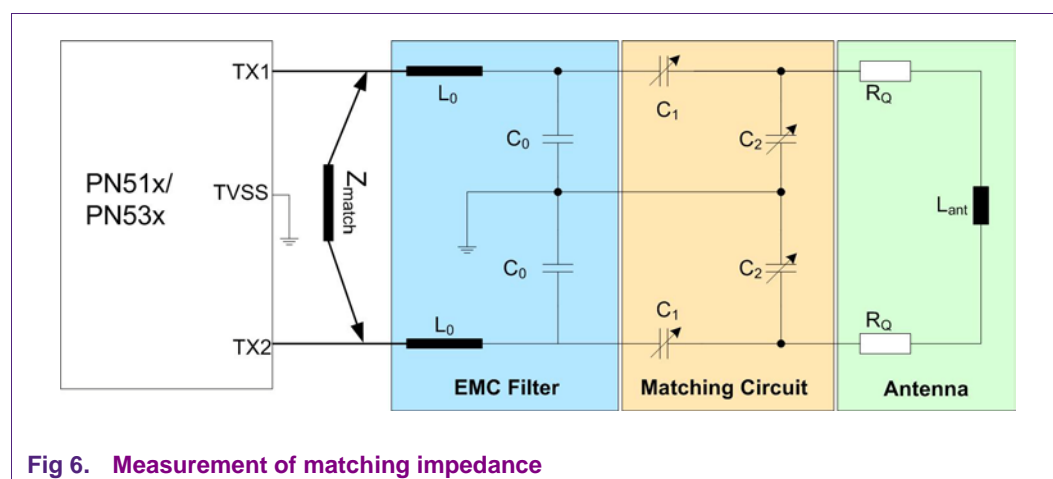 TX1
L0
C1
C0
C2
RQ
PN51x/
PN53x
TVSS
Zmatch
Lant
C0
C2
C1
RQ
L0
TX2
EMC Filter
Matching Circuit
Antenna
Fig 6. Measurement of matching impedance